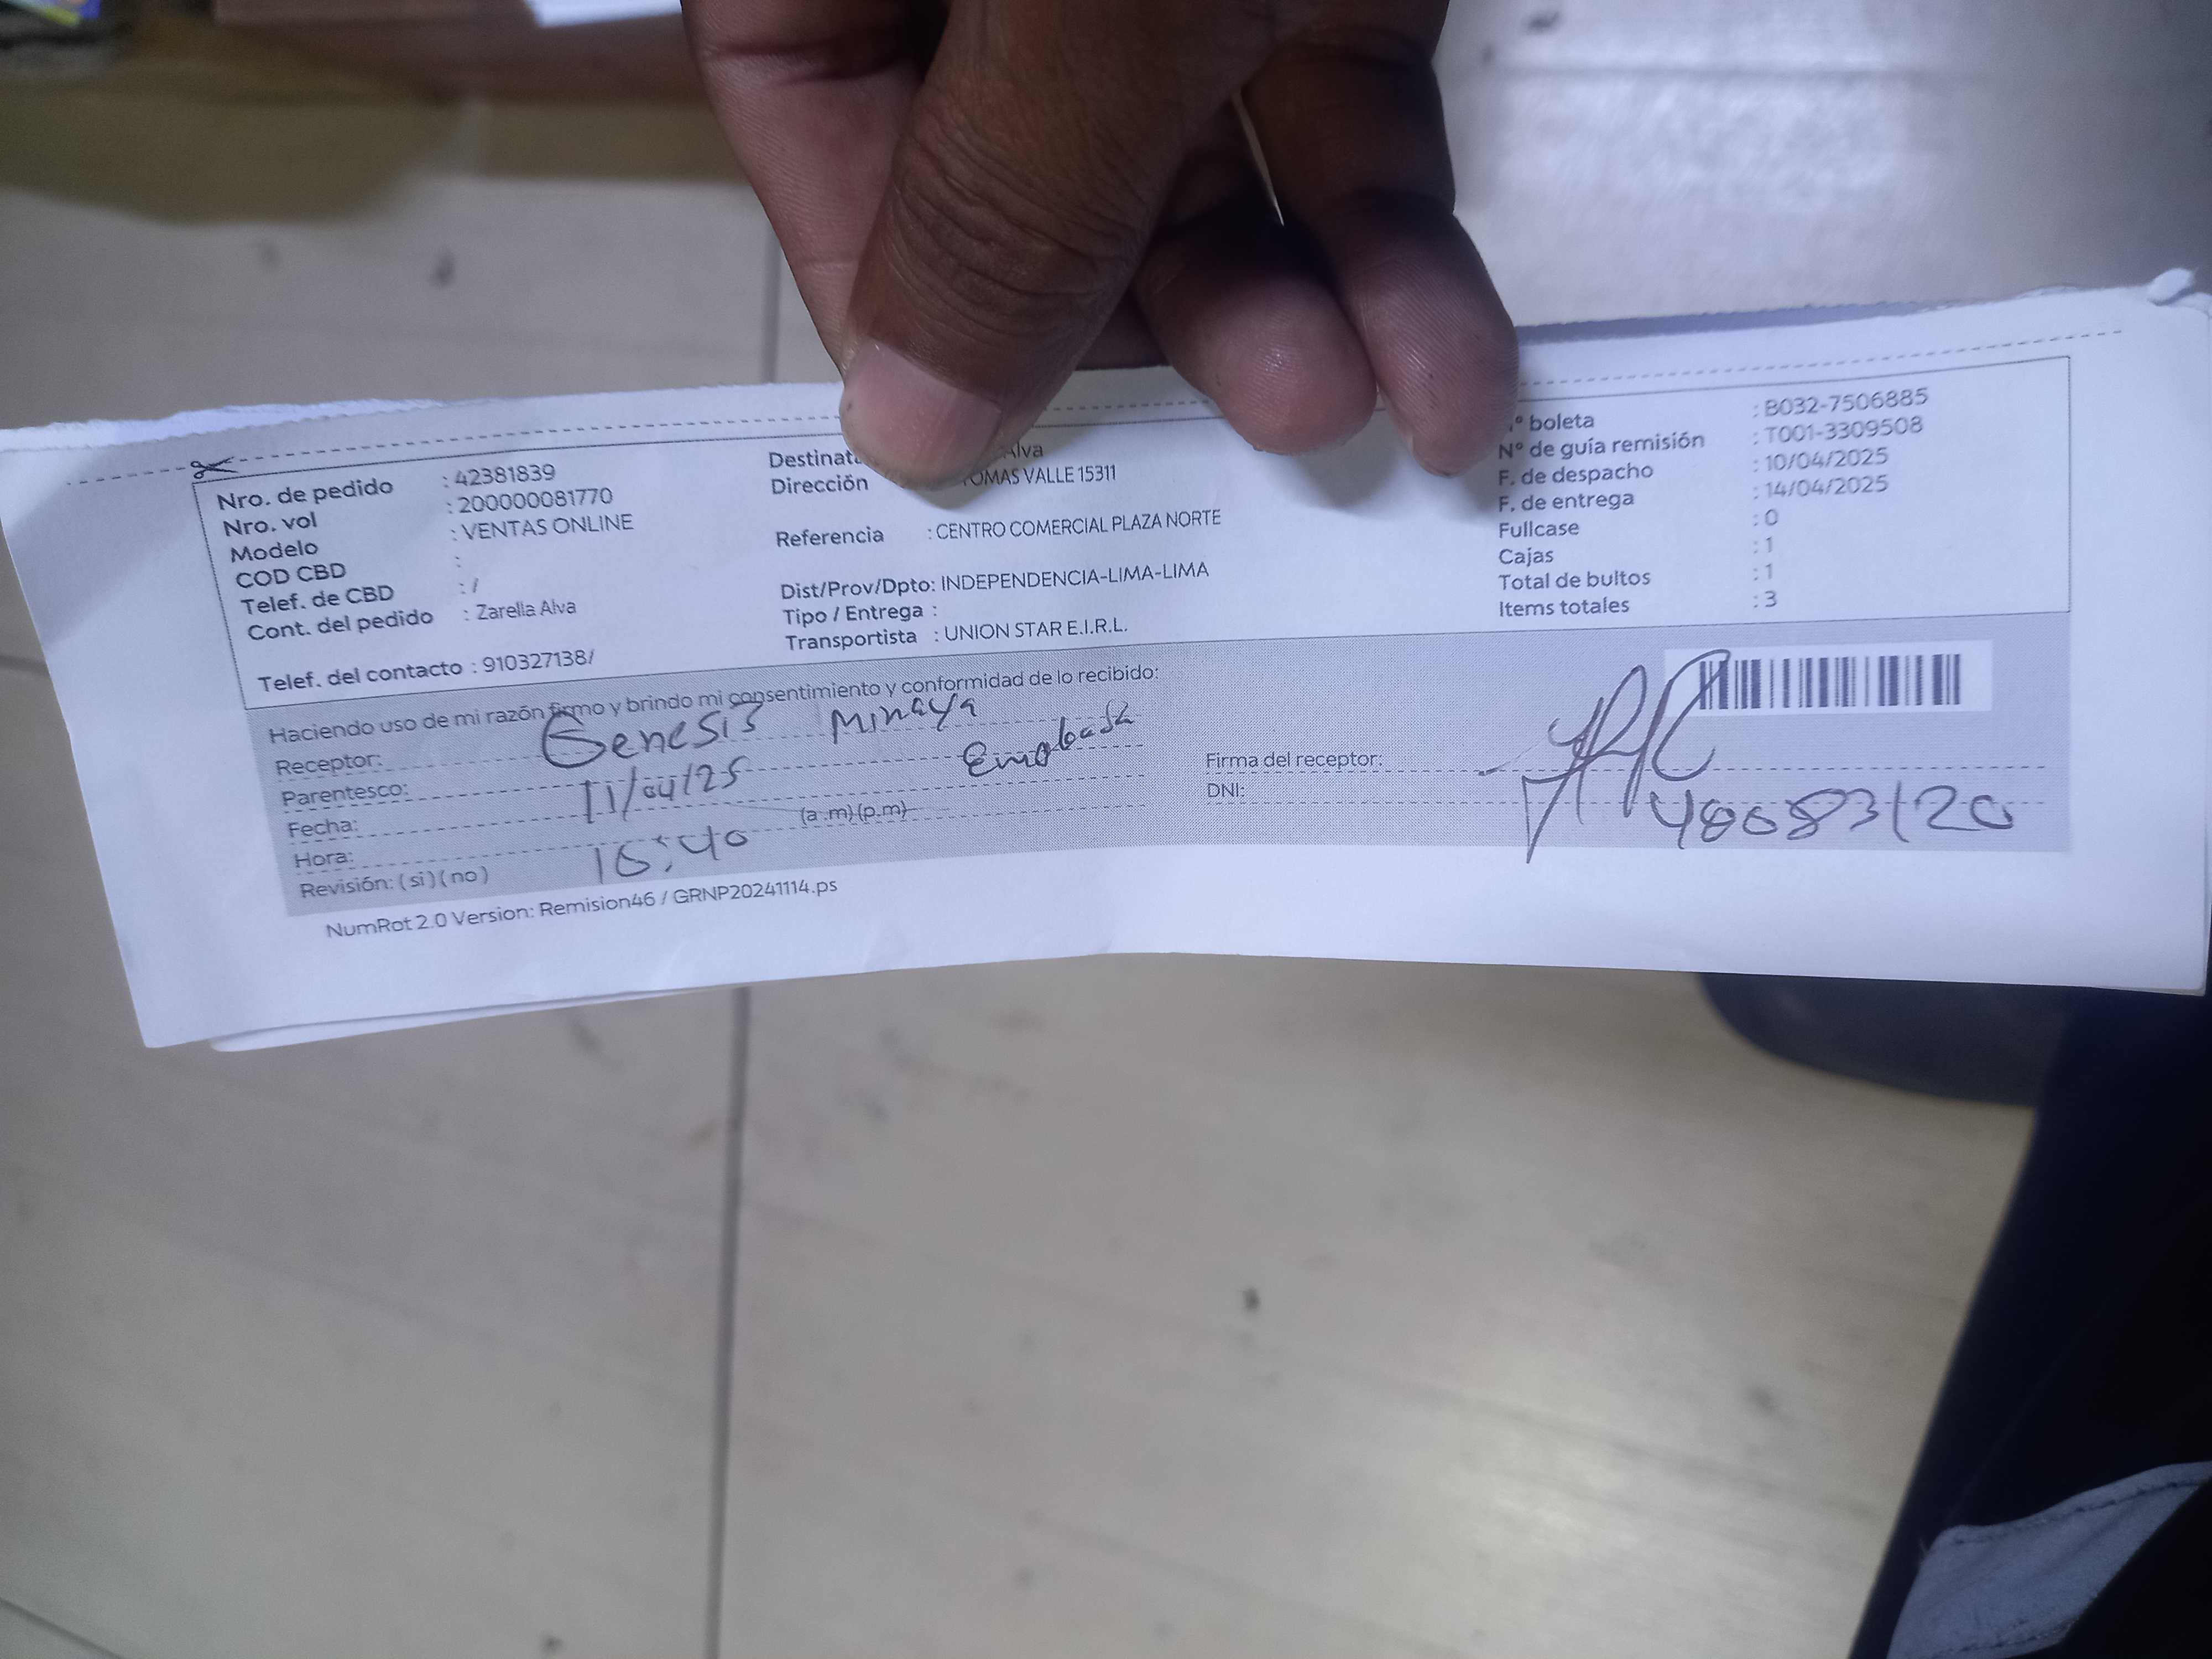 Nro. de pedido : 42381839
Nro. vol : 200000081770
Modelo : VENTAS ONLINE
COD CBD :
Telef. de CBD : /
Cont. del pedido : Zarella Alva
Telef. del contacto : 910327138/
Destinat Alva
Dirección OMAS VALLE 15311
Referencia : CENTRO COMERCIAL PLAZA NORTE
Dist/Prov/Dpto: INDEPENDENCIA-LIMA-LIMA
Tipo / Entrega :
Transportista : UNION STAR E.I.R.L.
° boleta : B032-7506885
N° de guía remisión : T001-3309508
F. de despacho : 10/04/2025
F. de entrega : 14/04/2025
Fullcase : 0
Cajas : 1
Total de bultos : 1
Items totales : 3
Haciendo uso de mi razón firmo y brindo mi consentimiento y conformidad de lo recibido:
Receptor: Genesis Minaya
Parentesco:
Fecha: 11/04/25
Hora: 16:40 (a .m) (p.m)
Revisión: ( si ) ( no )
Firma del receptor:
DNI:
NumRot 2.0 Version: Remision46 / GRNP20241114.ps